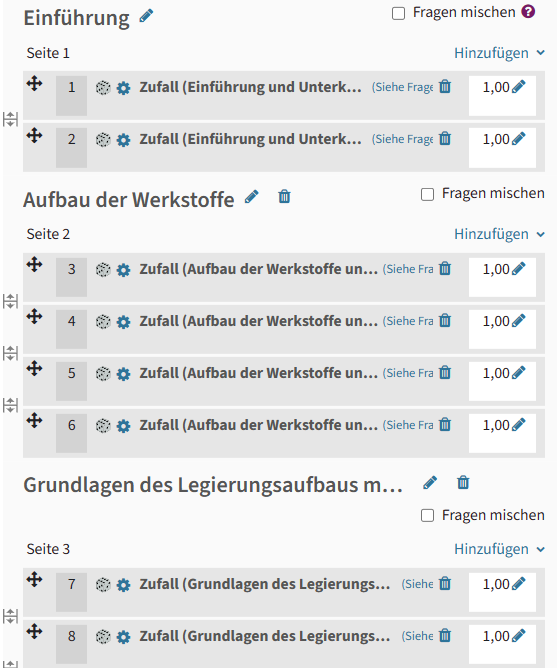 Einführung
Fragen mischen
Seite 1
Hinzufügen
1 Zufall (Einführung und Unterk... (Siehe Frage 1,00
2 Zufall (Einführung und Unterk... (Siehe Frage 1,00
Aufbau der Werkstoffe
Fragen mischen
Seite 2
Hinzufügen
3 Zufall (Aufbau der Werkstoffe un... (Siehe Fra 1,00
4 Zufall (Aufbau der Werkstoffe un... (Siehe Fra 1,00
5 Zufall (Aufbau der Werkstoffe un... (Siehe Fra 1,00
6 Zufall (Aufbau der Werkstoffe un... (Siehe Fra 1,00
Grundlagen des Legierungsaufbaus m...
Fragen mischen
Seite 3
Hinzufügen
7 Zufall (Grundlagen des Legierungs... (Siehe 1,00
8 Zufall (Grundlagen des Legierungs... (Siehe 1,00